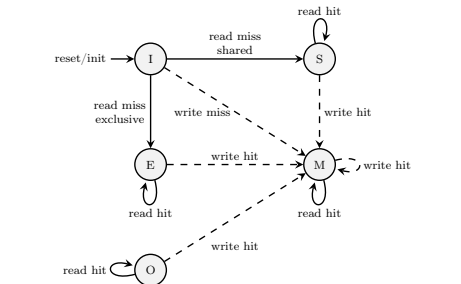 read hit
read miss
shared
reset/init
I
S
read miss
exclusive
write miss
write hit
E
write hit
M
write hit
read hit
read hit
write hit
read hit
O